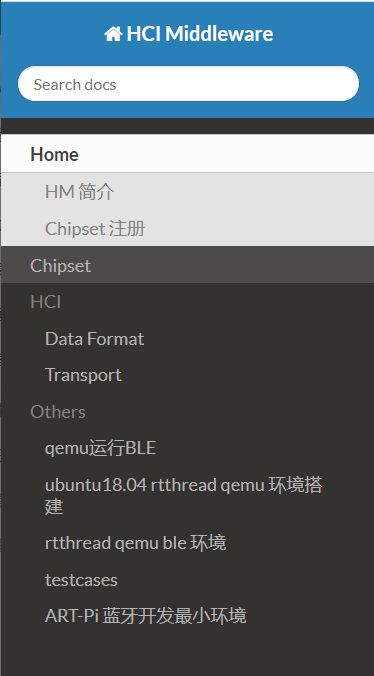 HCI Middleware
Search docs
Home
HM 简介
Chipset 注册
Chipset
HCI
Data Format
Transport
Others
qemu运行BLE
ubuntu18.04 rtthread qemu 环境搭
建
rtthread qemu ble 环境
testcases
ART-Pi 蓝牙开发最小环境